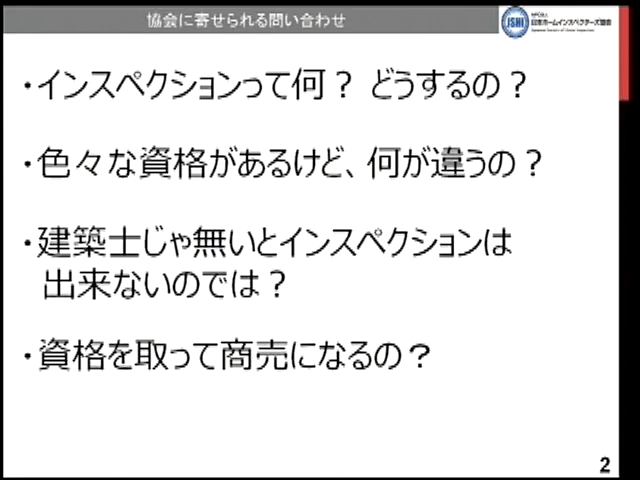 協会に寄せられる問い合わせ
JSHI
日本ホームインスペクターズ協会
・インスペクションって何？ どうするの？
・色々な資格があるけど、何が違うの？
・建築士じゃ無いとインスペクションは
出来ないのでは？
・資格を取って商売になるの？
2